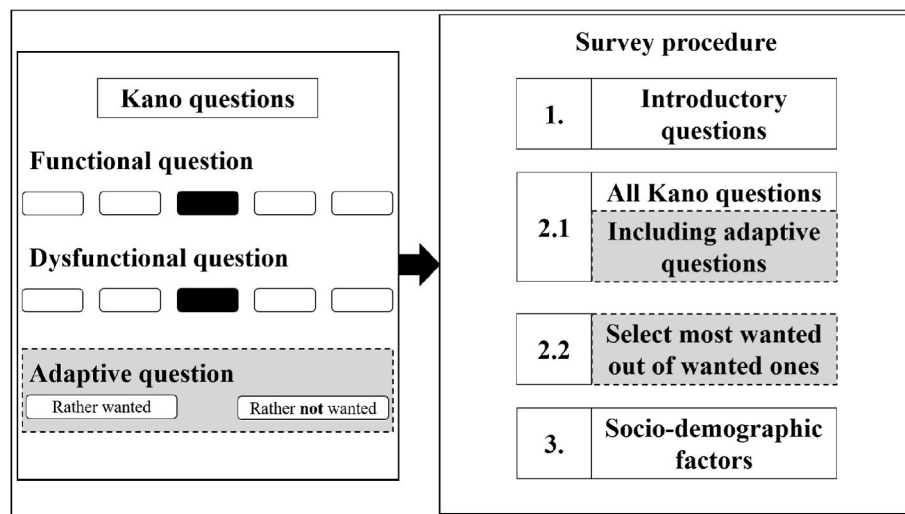 Kano questions
Functional question
Dysfunctional question
Adaptive question
Rather wanted
Rather not wanted
Survey procedure
1.
Introductory
questions
2.1
All Kano questions
Including adaptive
questions
2.2
Select most wanted
out of wanted ones
3.
Socio-demographic
factors